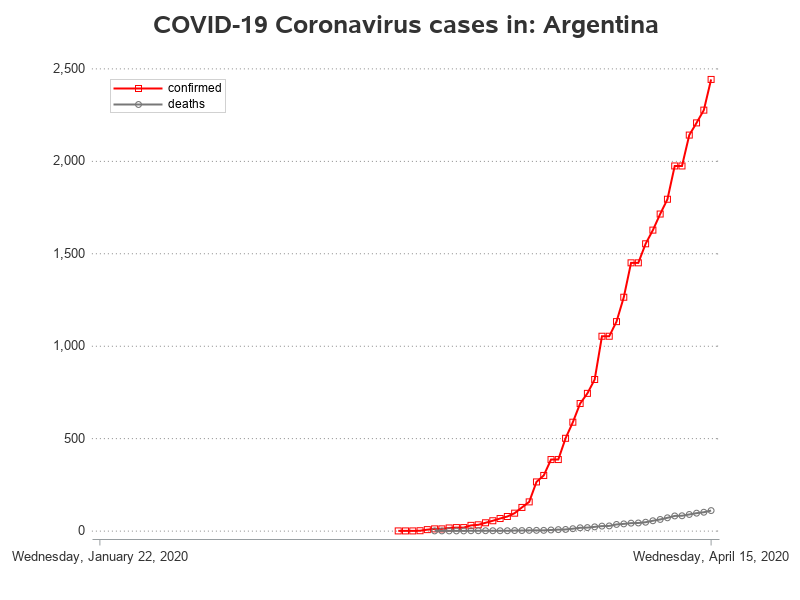 COVID-19 Coronavirus cases in: Argentina
2,500
confirmed
deaths
2,000
1,500
1,000
500
0
Wednesday, January 22, 2020
Wednesday, April 15, 2020